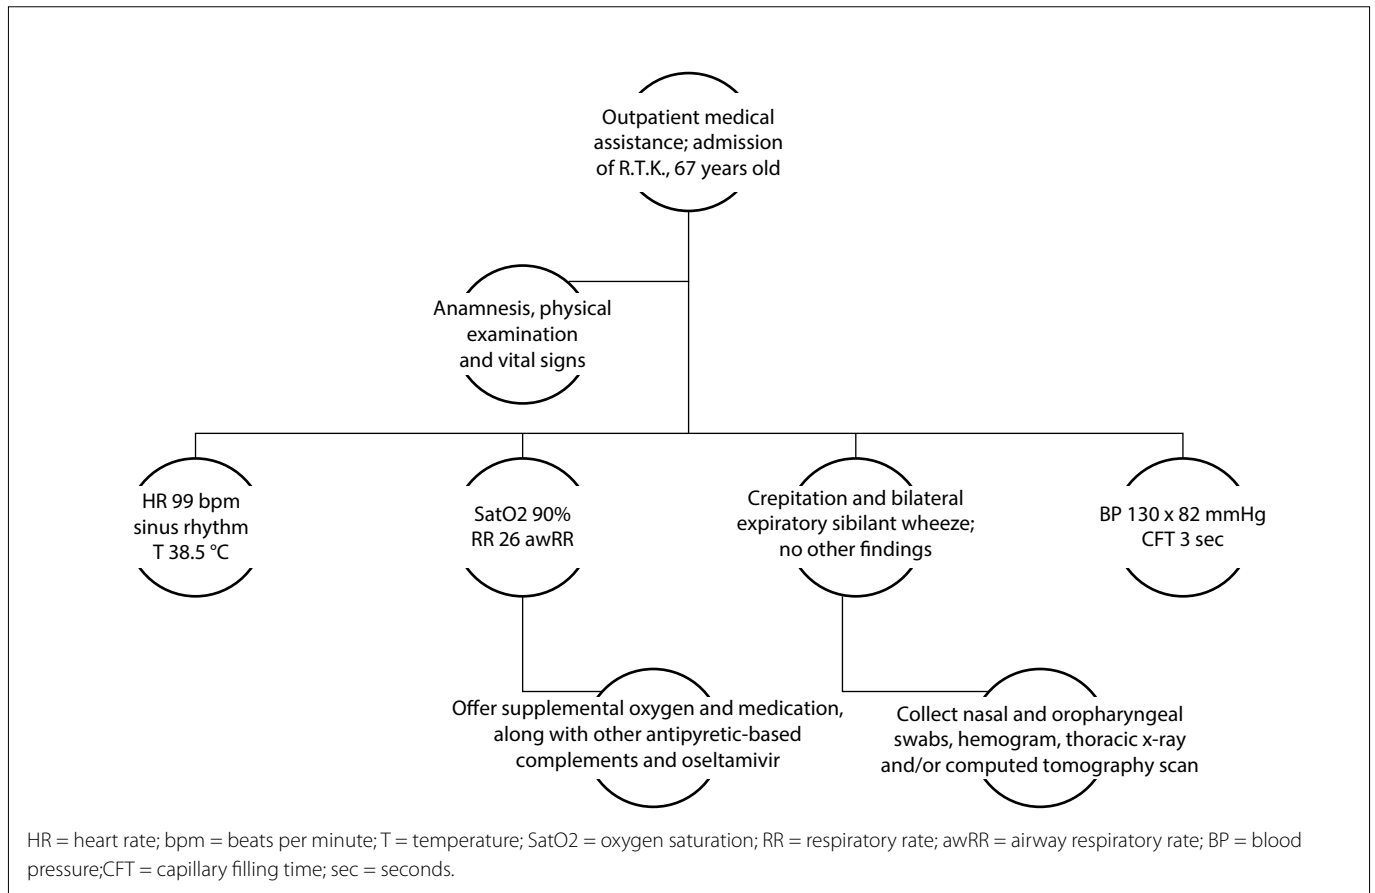 Outpatient medical
assistance; admission
of R.T.K., 67 years old
Anamnesis, physical
examination
and vital signs
HR 99 bpm
sinus rhythm
T 38.5 °C
SatO2 90%
RR 26 awRR
Crepitation and bilateral
expiratory sibilant wheeze;
no other findings
BP 130 x 82 mmHg
CFT 3 sec
Offer supplemental oxygen and medication,
along with other antipyretic-based
complements and oseltamivir
Collect nasal and oropharyngeal
swabs, hemogram, thoracic x-ray
and/or computed tomography scan
HR = heart rate; bpm = beats per minute; T = temperature; SatO2 = oxygen saturation; RR = respiratory rate; awRR = airway respiratory rate; BP = blood
pressure;CFT = capillary filling time; sec = seconds.